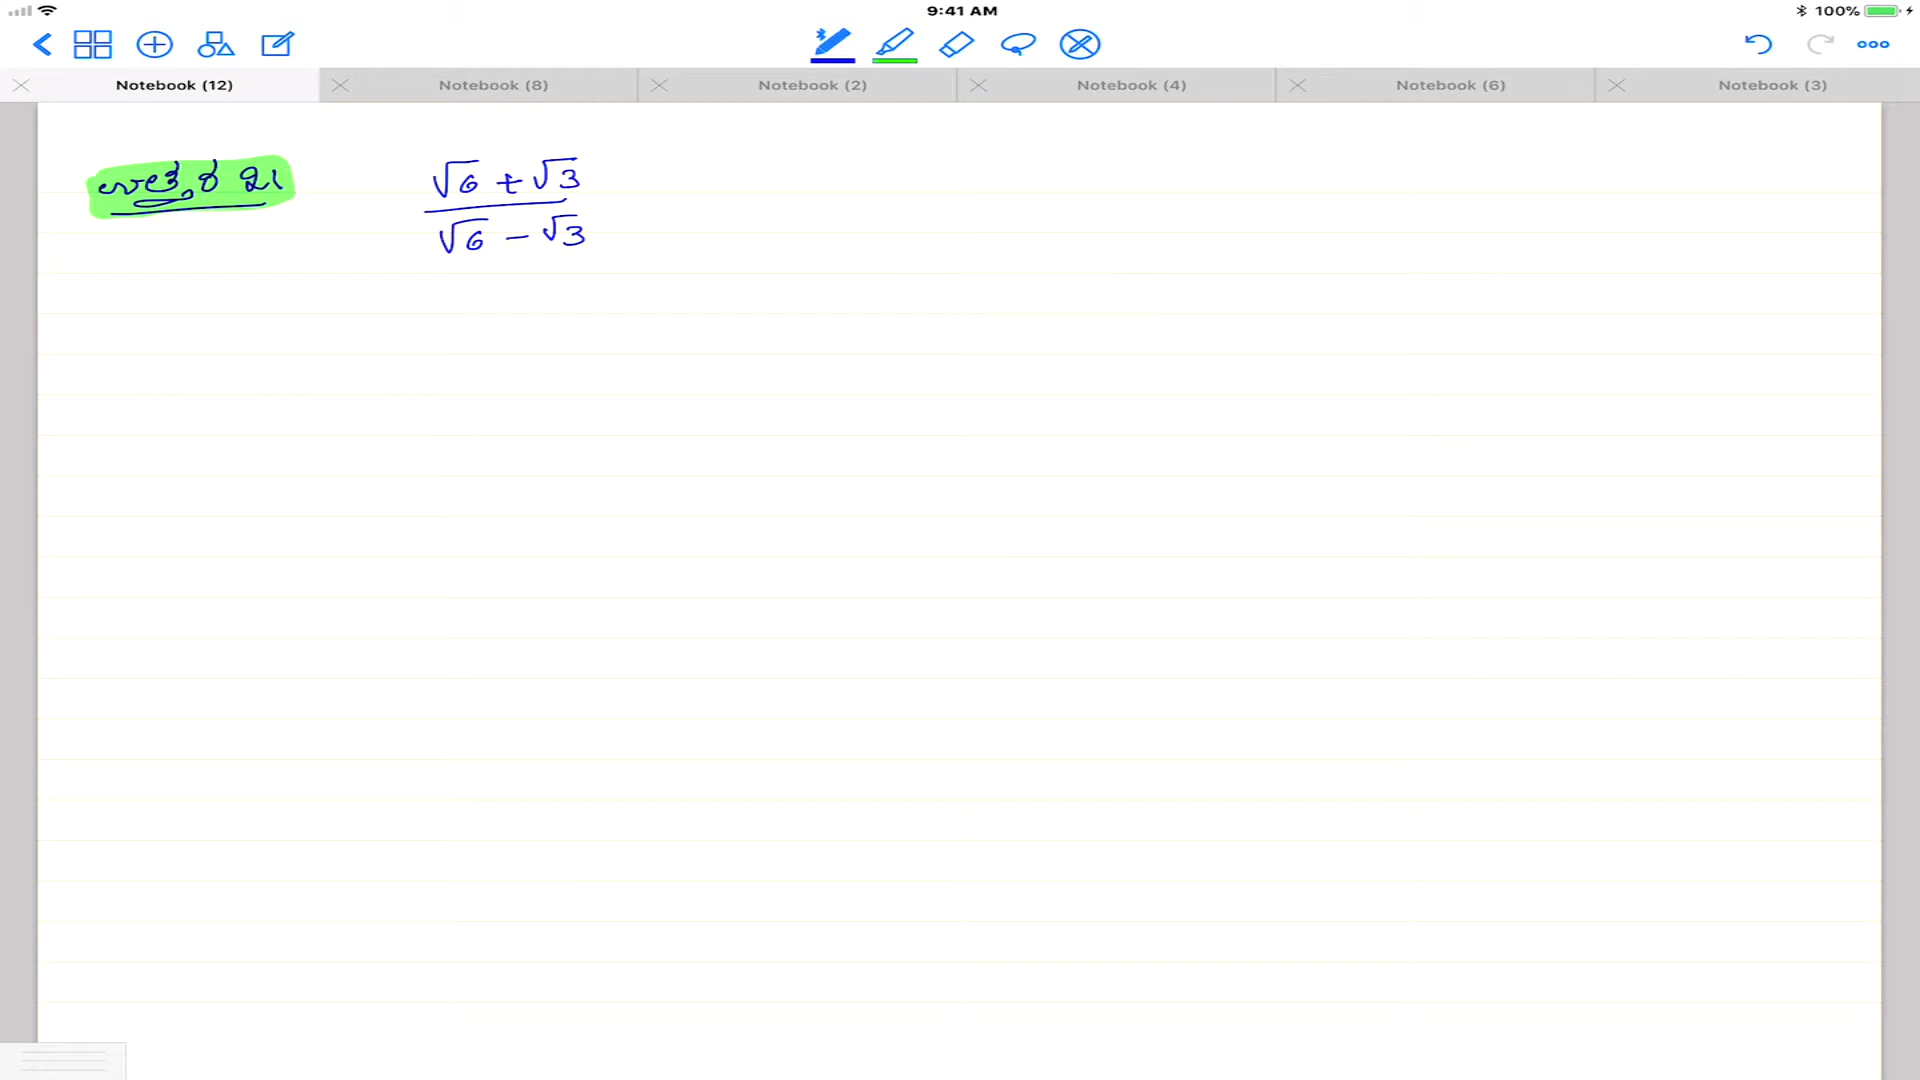 9:41 AM
100%
Notebook (12)
Notebook (8)
Notebook (2)
Notebook (4)
Notebook (6)
Notebook (3)
21
√6 + √3
√6 − √3